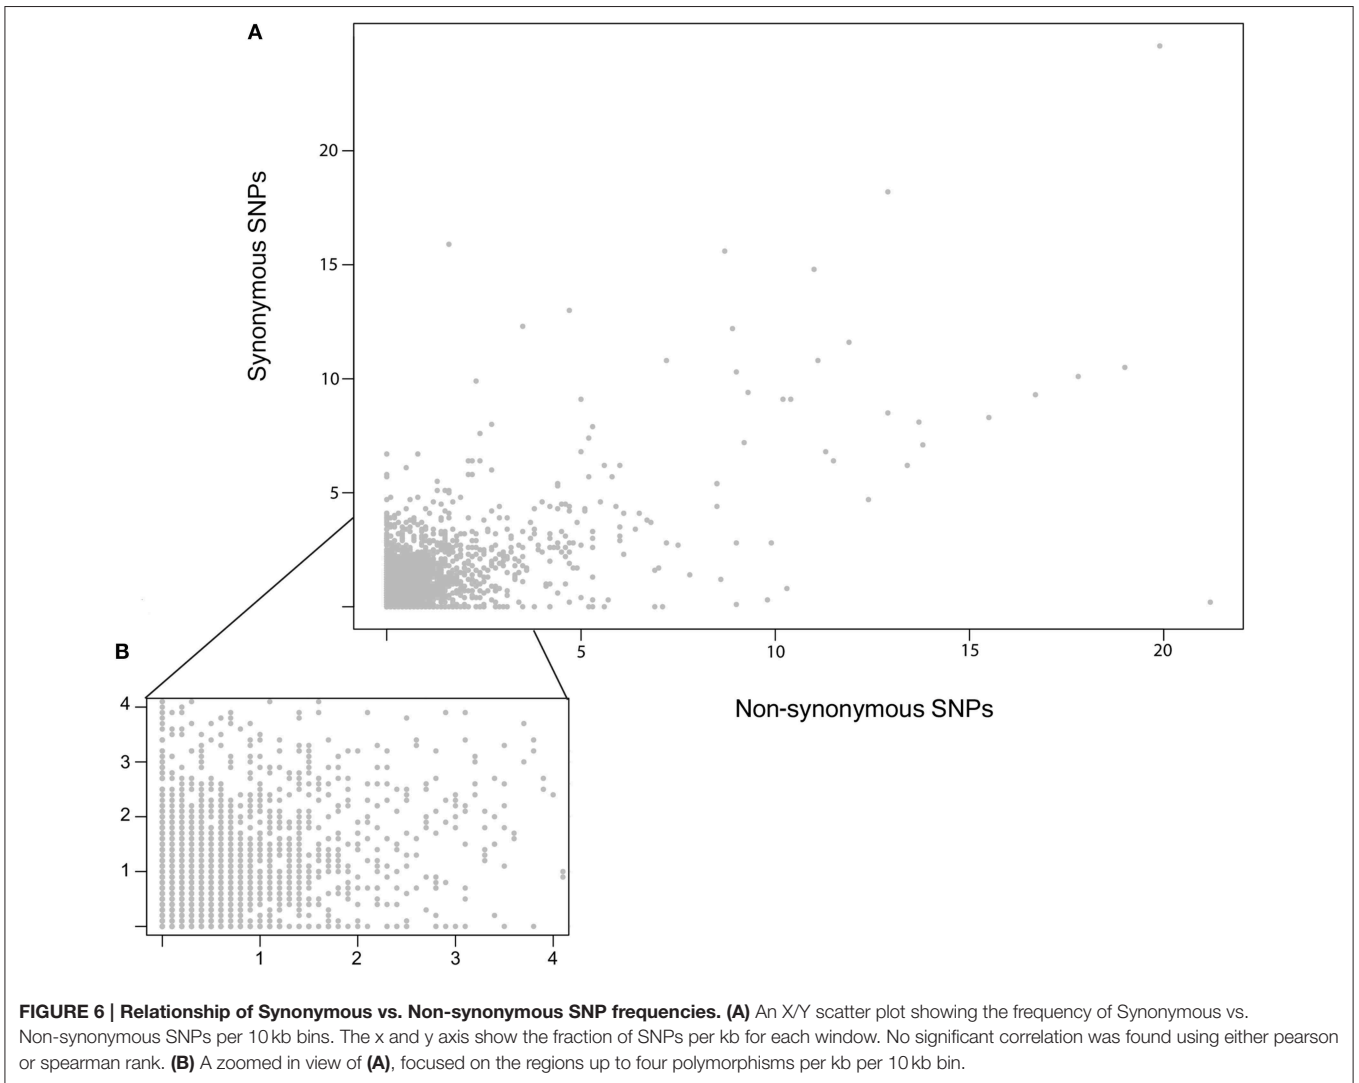 A
20
15
10
5
Synonymous SNPs
5 10 15 20
Non-synonymous SNPs
B
4
3
2
1
1 2 3 4
FIGURE 6 | Relationship of Synonymous vs. Non-synonymous SNP frequencies. (A) An X/Y scatter plot showing the frequency of Synonymous vs.
Non-synonymous SNPs per 10 kb bins. The x and y axis show the fraction of SNPs per kb for each window. No significant correlation was found using either pearson
or spearman rank. (B) A zoomed in view of (A), focused on the regions up to four polymorphisms per kb per 10 kb bin.